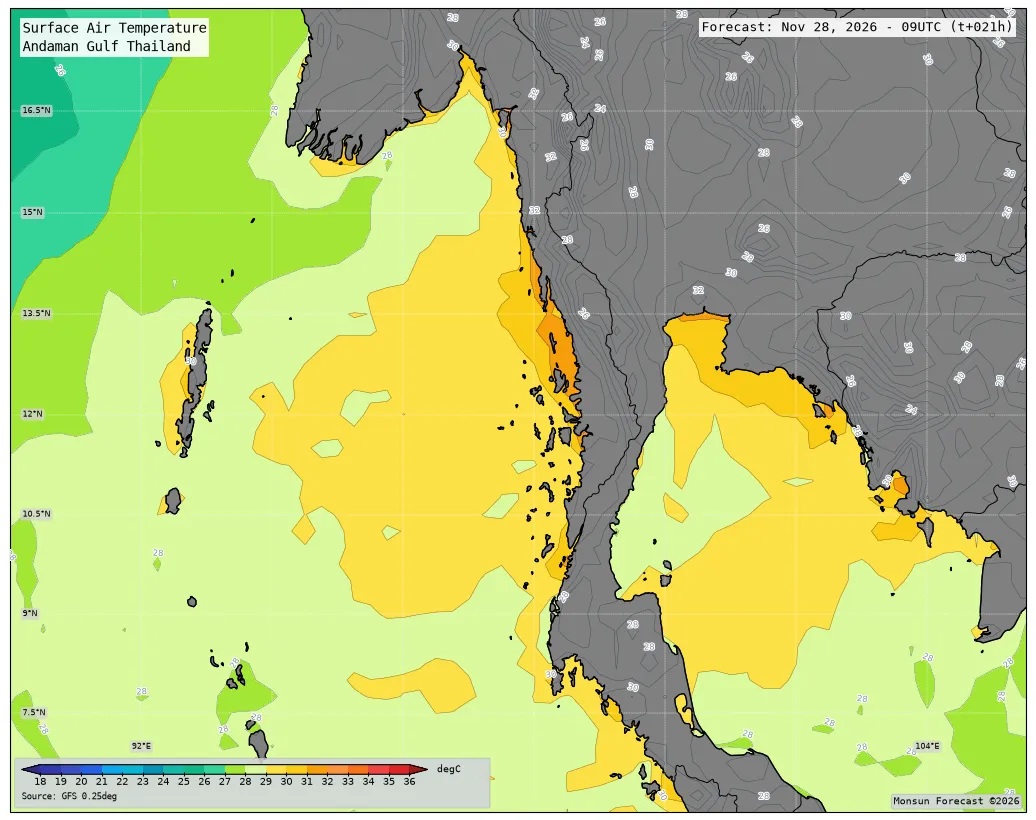 Surface Air Temperature
Andaman Gulf Thailand
Forecast: Nov 28, 2026 - 09UTC (t+021h)
16.5°N
15°N
13.5°N
12°N
10.5°N
9°N
7.5°N
92°E
104°E
degC
18 19 20 21 22 23 24 25 26 27 28 29 30 31 32 33 34 35 36
Source: GFS 0.25deg
Monsun Forecast ©2026